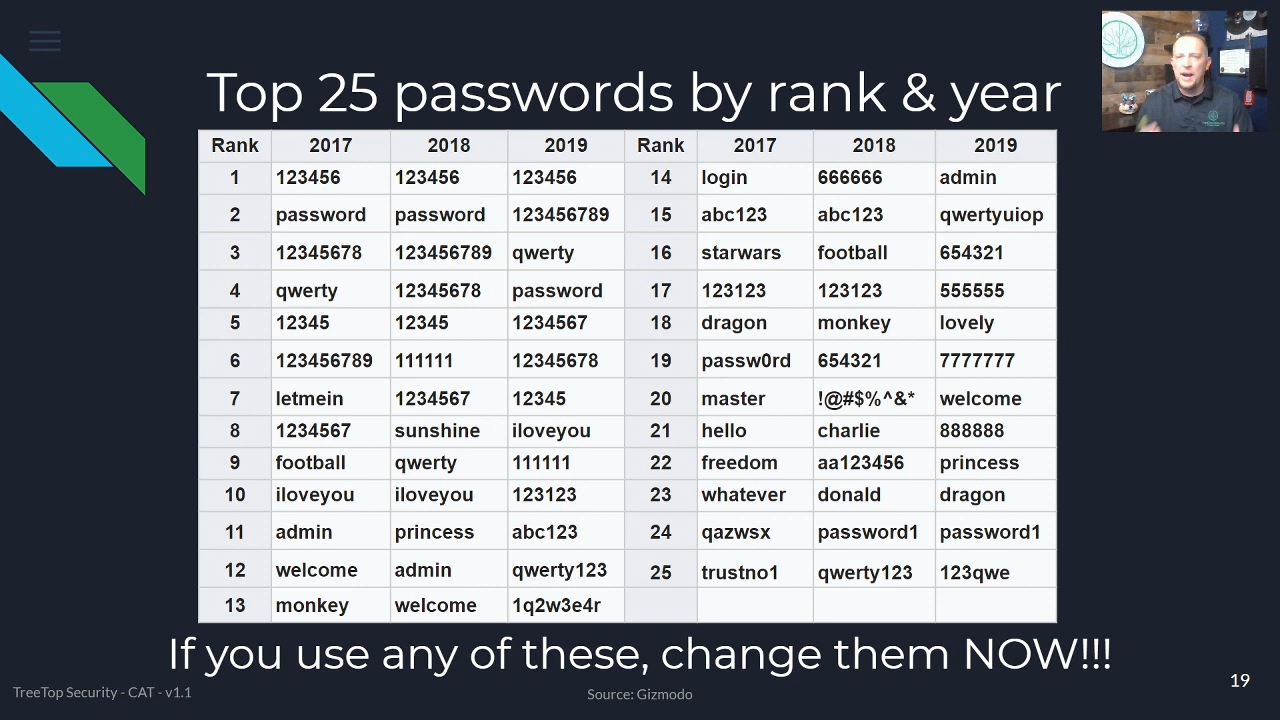 Top 25 passwords by rank & year
Rank 2017 2018 2019 Rank 2017 2018 2019
1 123456 123456 123456 14 login 666666 admin
2 password password 123456789 15 abc123 abc123 qwertyuiop
3 12345678 123456789 qwerty 16 starwars football 654321
4 qwerty 12345678 password 17 123123 123123 555555
5 12345 12345 1234567 18 dragon monkey lovely
6 123456789 111111 12345678 19 passw0rd 654321 7777777
7 letmein 1234567 12345 20 master !@#$%^&* welcome
8 1234567 sunshine iloveyou 21 hello charlie 888888
9 football qwerty 111111 22 freedom aa123456 princess
10 iloveyou iloveyou 123123 23 whatever donald dragon
11 admin princess abc123 24 qazwsx password1 password1
12 welcome admin qwerty123 25 trustno1 qwerty123 123qwe
13 monkey welcome 1q2w3e4r
If you use any of these, change them NOW!!!
TreeTop Security - CAT - v1.1
Source: Gizmodo
19